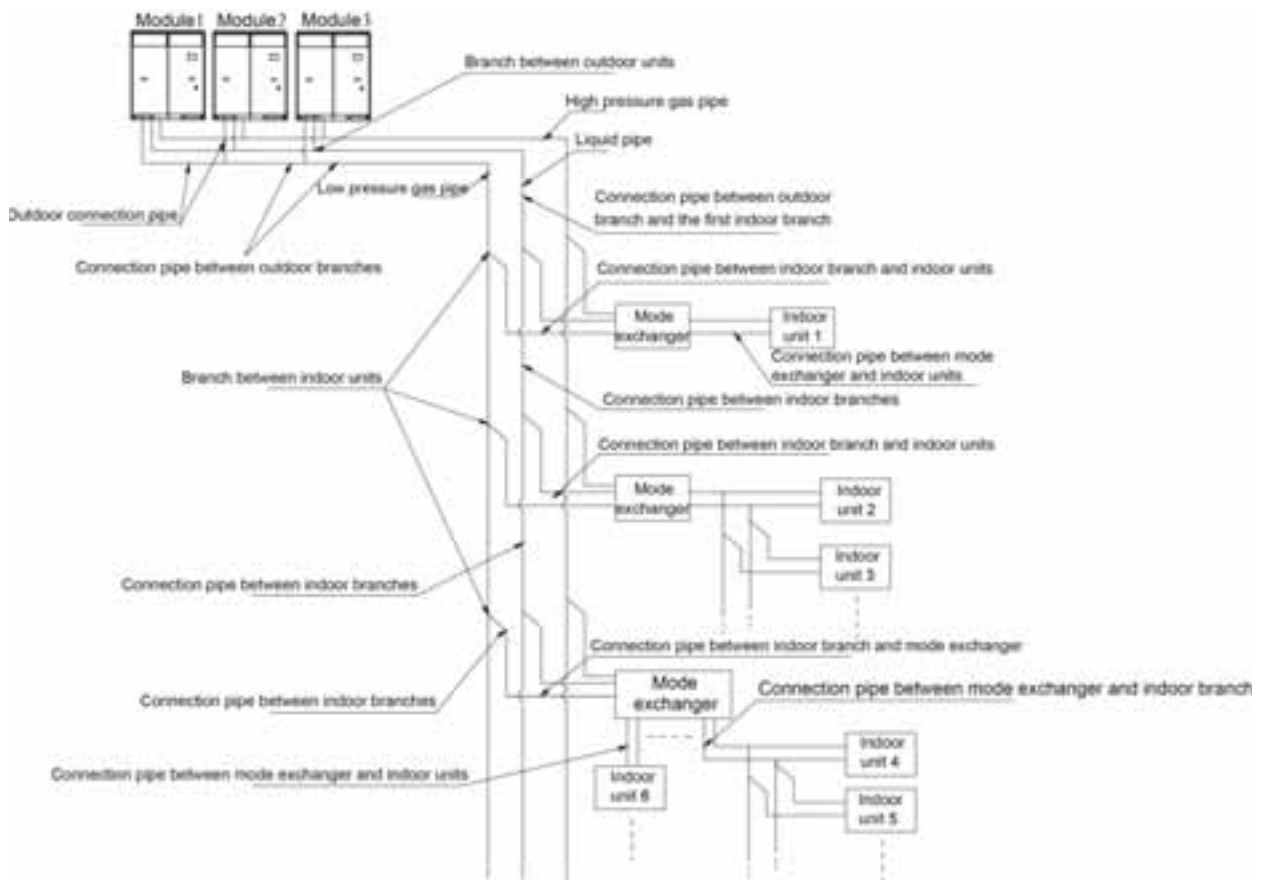 Module1 Module2 Module3
Branch between outdoor units
High pressure gas pipe
Liquid pipe
Low pressure gas pipe
Connection pipe between outdoor
branch and the first indoor branch
Outdoor connection pipe
Connection pipe between outdoor branches
Connection pipe between indoor branch and indoor units
Mode
exchanger
Indoor
unit 1
Connection pipe between mode
exchanger and indoor units
Branch between indoor units
Connection pipe between indoor branches
Connection pipe between indoor branch and indoor units
Mode
exchanger
Indoor
unit 2
Indoor
unit 3
Connection pipe between indoor branches
Connection pipe between indoor branch and mode exchanger
Mode
exchanger
Connection pipe between mode exchanger and indoor branch
Connection pipe between indoor branches
Indoor
unit 4
Connection pipe between mode exchanger and indoor units
Indoor
unit 6
Indoor
unit 5